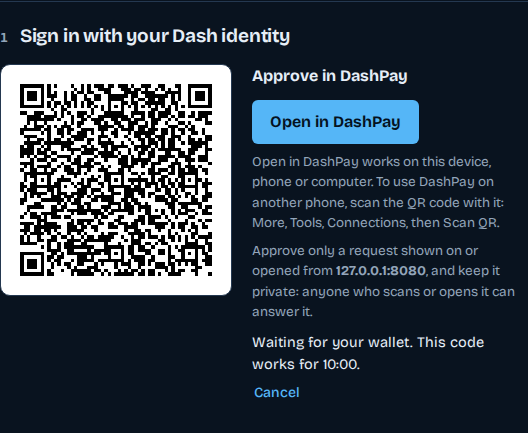 1 Sign in with your Dash identity
Approve in DashPay
Open in DashPay
Open in DashPay works on this device,
phone or computer. To use DashPay on
another phone, scan the QR code with it:
More, Tools, Connections, then Scan QR.
Approve only a request shown on or
opened from 127.0.0.1:8080, and keep it
private: anyone who scans or opens it can
answer it.
Waiting for your wallet. This code
works for 10:00.
Cancel